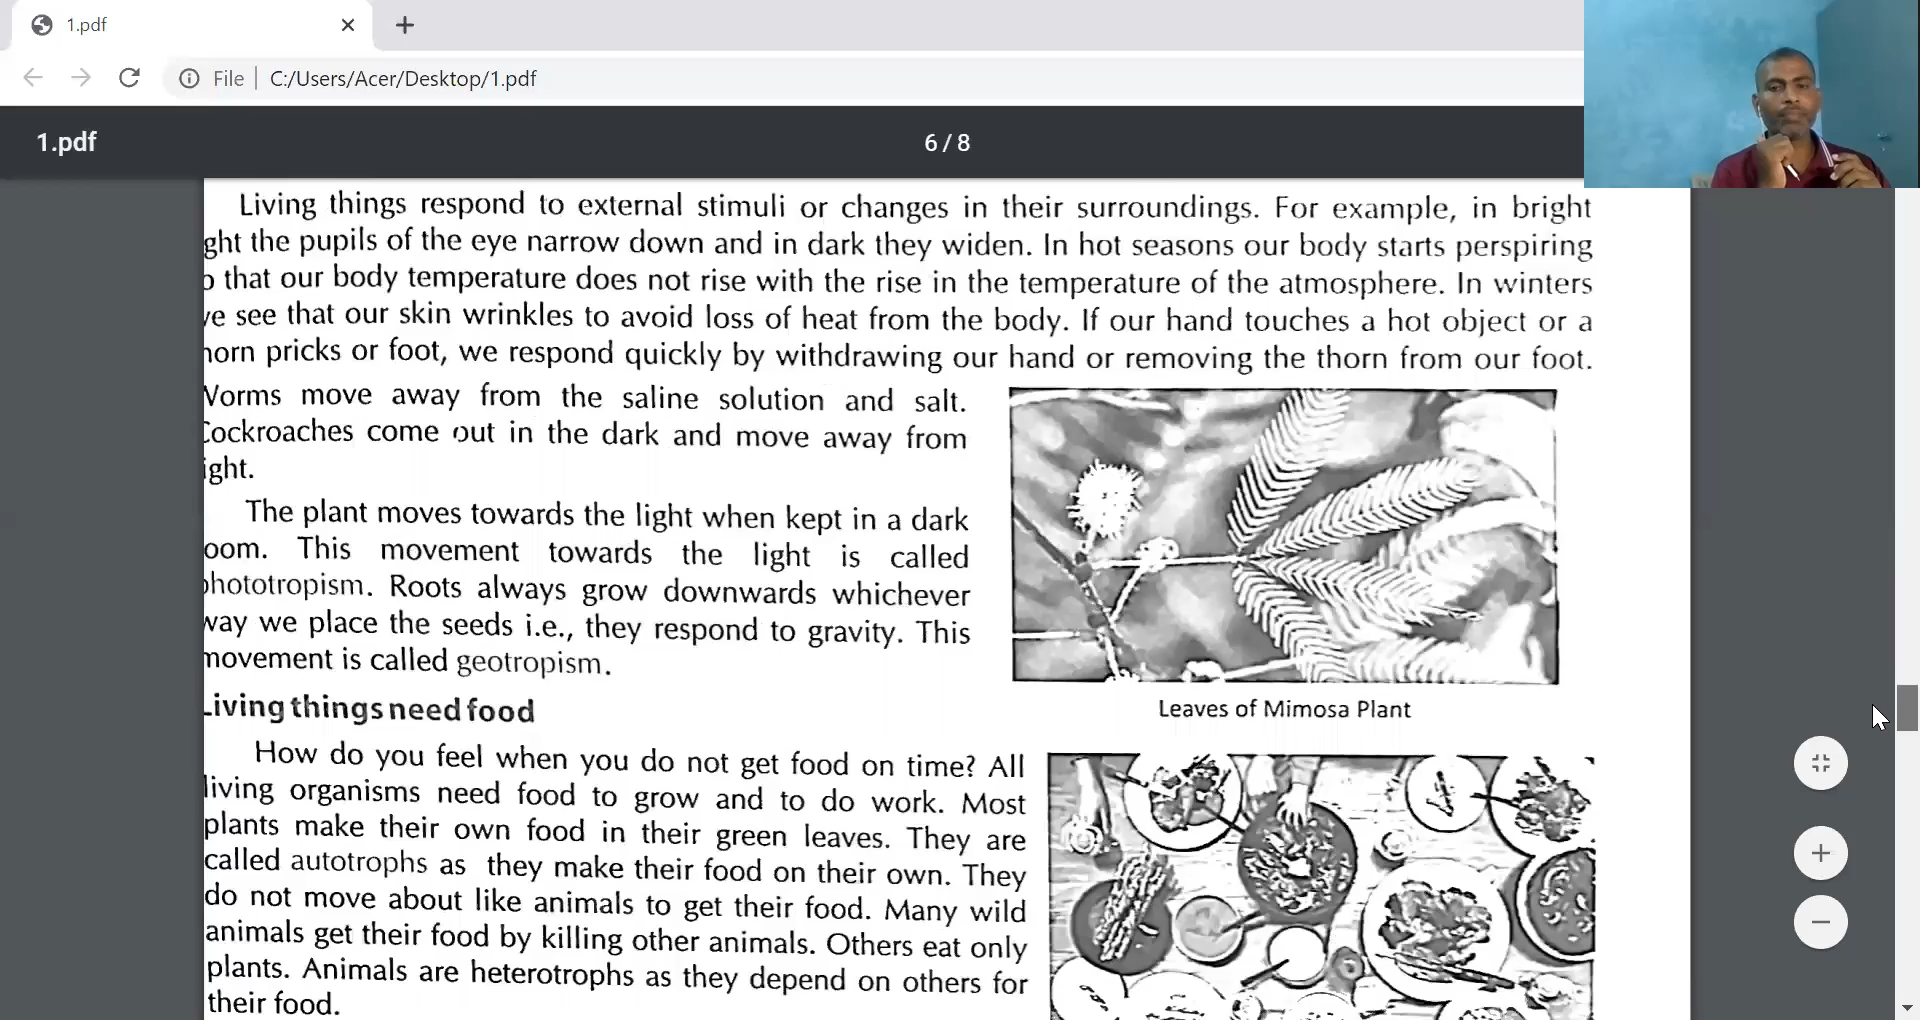 1.pdf
File
C:/Users/Acer/Desktop/1.pdf
1.pdf
6 / 8
Living things respond to external stimuli or changes in their surroundings. For example, in bright
ght the pupils of the eye narrow down and in dark they widen. In hot seasons our body starts perspiring
o that our body temperature does not rise with the rise in the temperature of the atmosphere. In winters
ve see that our skin wrinkles to avoid loss of heat from the body. If our hand touches a hot object or a
horn pricks or foot, we respond quickly by withdrawing our hand or removing the thorn from our foot.
Worms move away from the saline solution and salt.
Cockroaches come out in the dark and move away from
ight.
The plant moves towards the light when kept in a dark
oom. This movement towards the light is called
phototropism. Roots always grow downwards whichever
way we place the seeds i.e., they respond to gravity. This
movement is called geotropism.
Leaves of Mimosa Plant
Living things need food
How do you feel when you do not get food on time? All
living organisms need food to grow and to do work. Most
plants make their own food in their green leaves. They are
called autotrophs as they make their food on their own. They
do not move about like animals to get their food. Many wild
animals get their food by killing other animals. Others eat only
plants. Animals are heterotrophs as they depend on others for
their food.